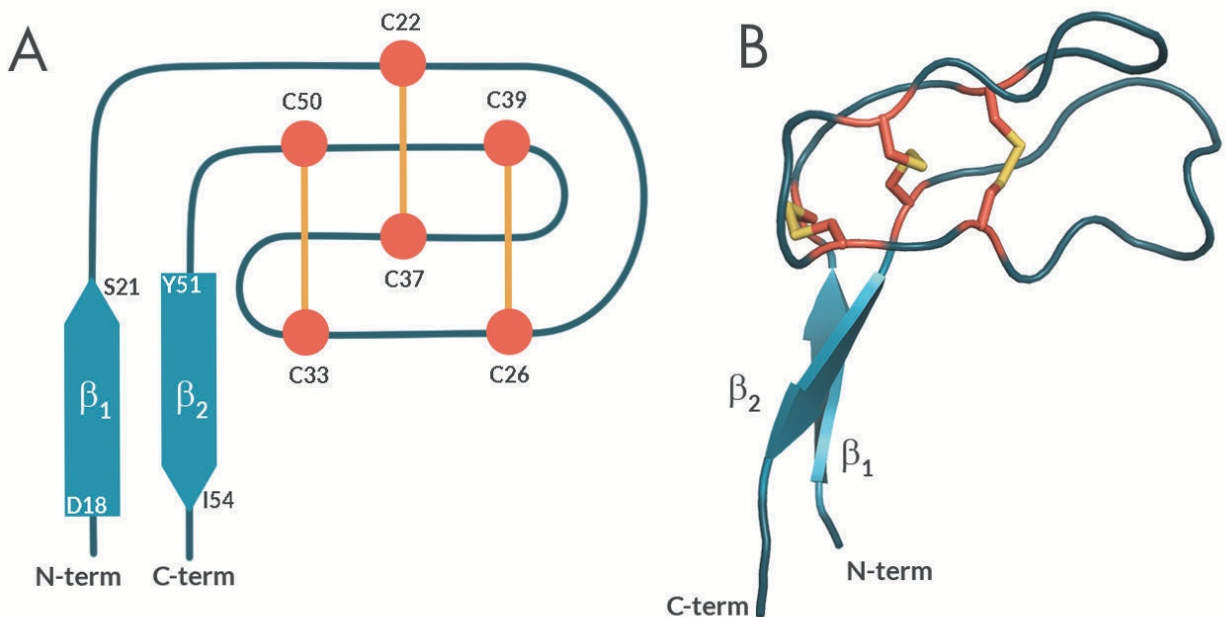 A
C22
C50
C39
C37
C33
C26
S21
Y51
β1
β2
D18
I54
N-term
C-term
B
β2
β1
N-term
C-term